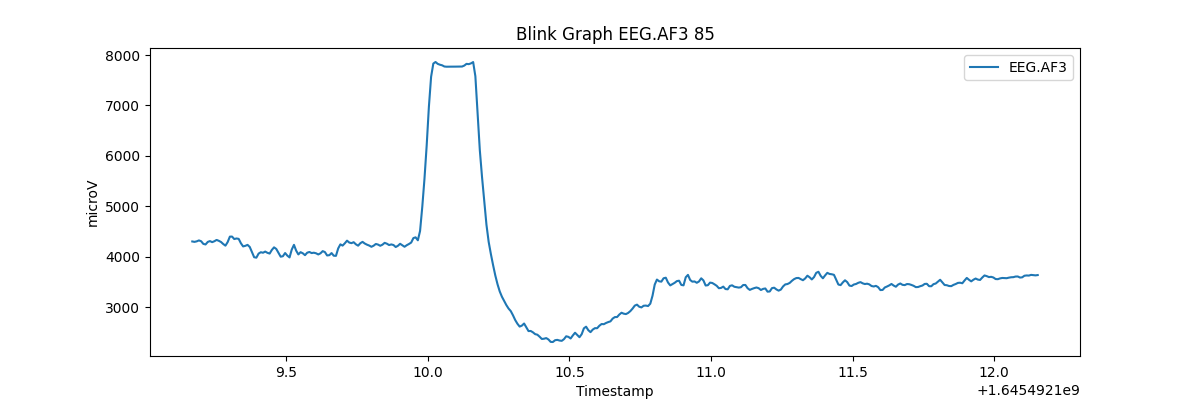 Blink Graph EEG.AF3 85
EEG.AF3
8000
7000
6000
5000
4000
3000
microV
9.5 10.0 10.5 11.0 11.5 12.0
Timestamp
+1.6454921e9